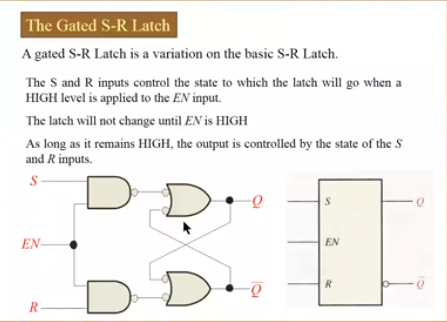 The Gated S-R Latch
A gated S-R Latch is a variation on the basic S-R Latch.
The S and R inputs control the state to which the latch will go when a
HIGH level is applied to the EN input.
The latch will not change until EN is HIGH
As long as it remains HIGH, the output is controlled by the state of the S
and R inputs.
S
Q
EN
Q̅
R
S
Q
EN
R
Q̅